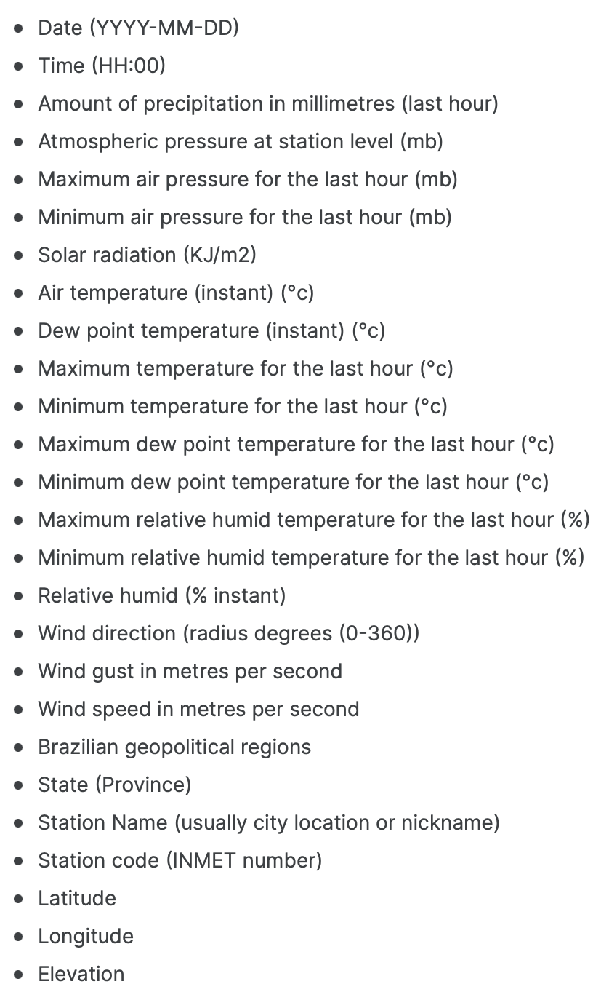 • Date (YYYY-MM-DD)
• Time (HH:00)
• Amount of precipitation in millimetres (last hour)
• Atmospheric pressure at station level (mb)
• Maximum air pressure for the last hour (mb)
• Minimum air pressure for the last hour (mb)
• Solar radiation (KJ/m2)
• Air temperature (instant) (°c)
• Dew point temperature (instant) (°c)
• Maximum temperature for the last hour (°c)
• Minimum temperature for the last hour (°c)
• Maximum dew point temperature for the last hour (°c)
• Minimum dew point temperature for the last hour (°c)
• Maximum relative humid temperature for the last hour (%)
• Minimum relative humid temperature for the last hour (%)
• Relative humid (% instant)
• Wind direction (radius degrees (0-360))
• Wind gust in metres per second
• Wind speed in metres per second
• Brazilian geopolitical regions
• State (Province)
• Station Name (usually city location or nickname)
• Station code (INMET number)
• Latitude
• Longitude
• Elevation